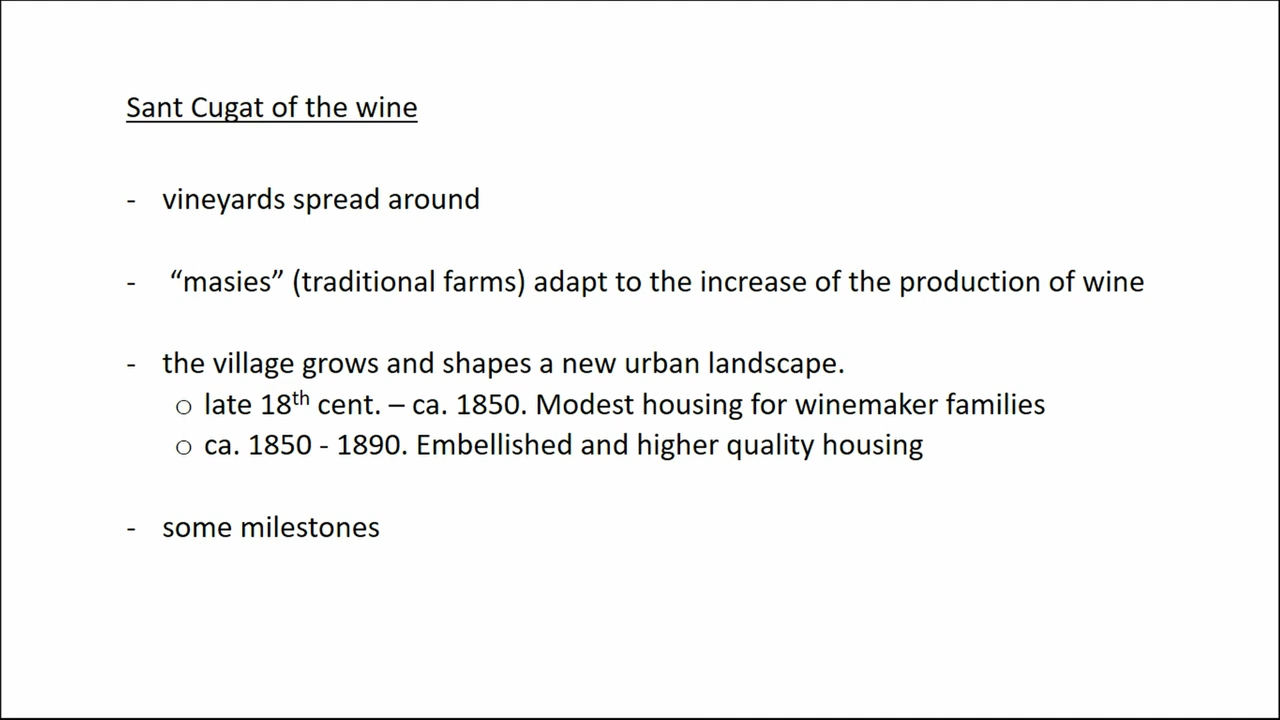 Sant Cugat of the wine
- vineyards spread around
- “masies” (traditional farms) adapt to the increase of the production of wine
- the village grows and shapes a new urban landscape.
○ late 18th cent. – ca. 1850. Modest housing for winemaker families
○ ca. 1850 - 1890. Embellished and higher quality housing
- some milestones